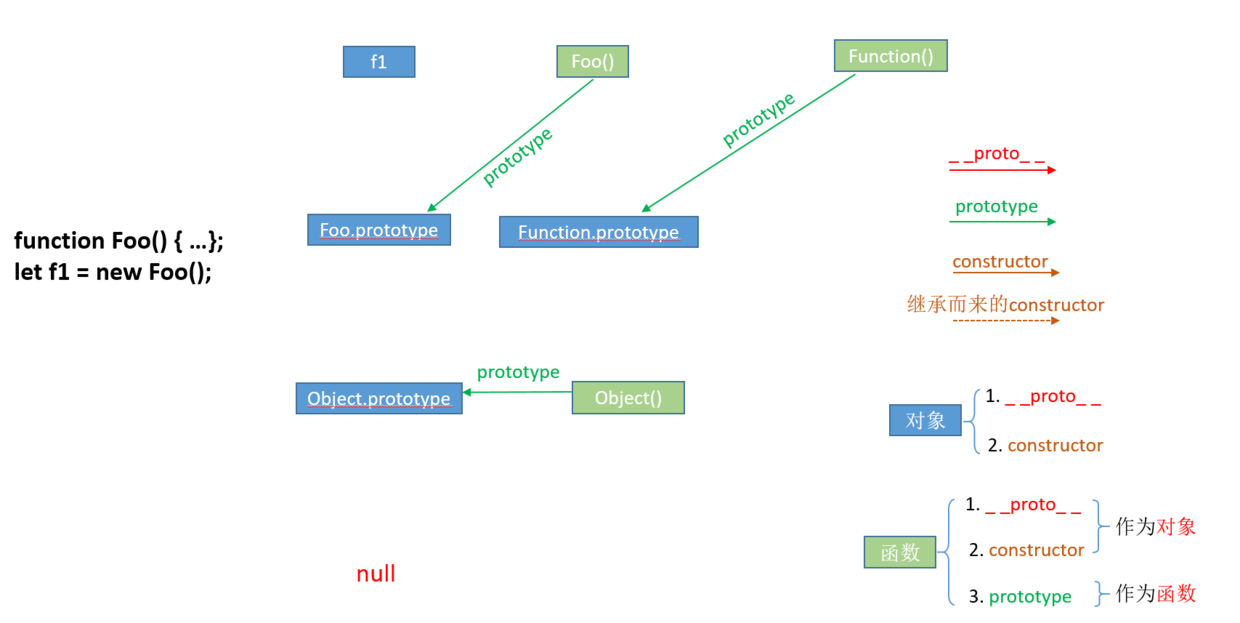 f1
Foo()
Function()
prototype
prototype
_ _proto_ _
prototype
Foo.prototype
Function.prototype
function Foo() { …};
let f1 = new Foo();
constructor
继承而来的constructor
prototype
Object.prototype
Object()
对象
1. _ _proto_ _
2. constructor
函数
1. _ _proto_ _
2. constructor
作为对象
3. prototype
作为函数
null